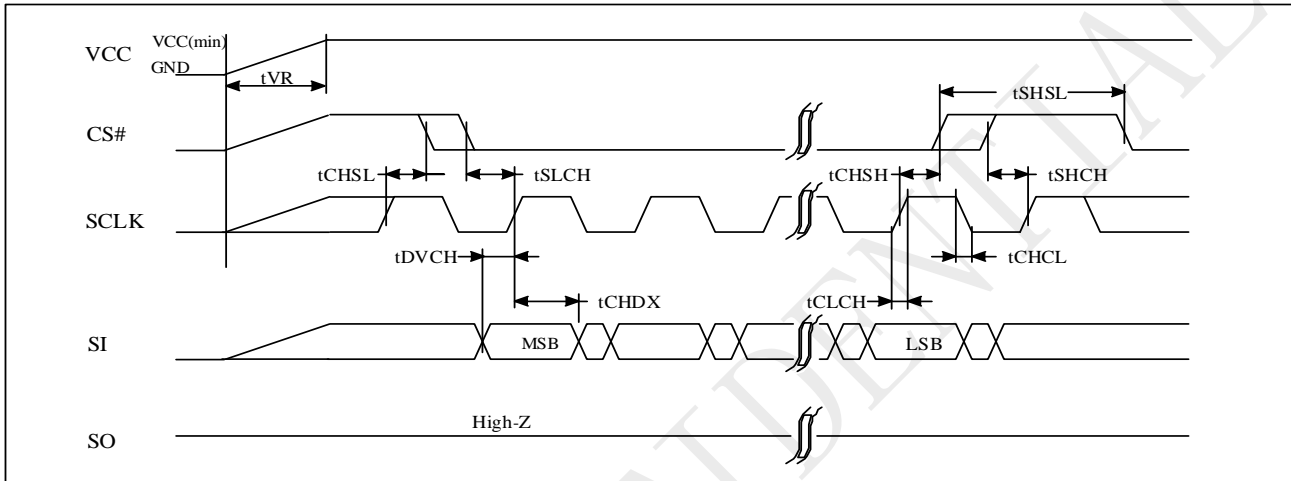 VCC
VCC(min)
GND
tVR
tSHSL
CS#
tCHSL
tSLCH
tCHSH
tSHCH
SCLK
tDVCH
tCHCL
tCHDX
tCLCH
SI
MSB
LSB
High-Z
SO